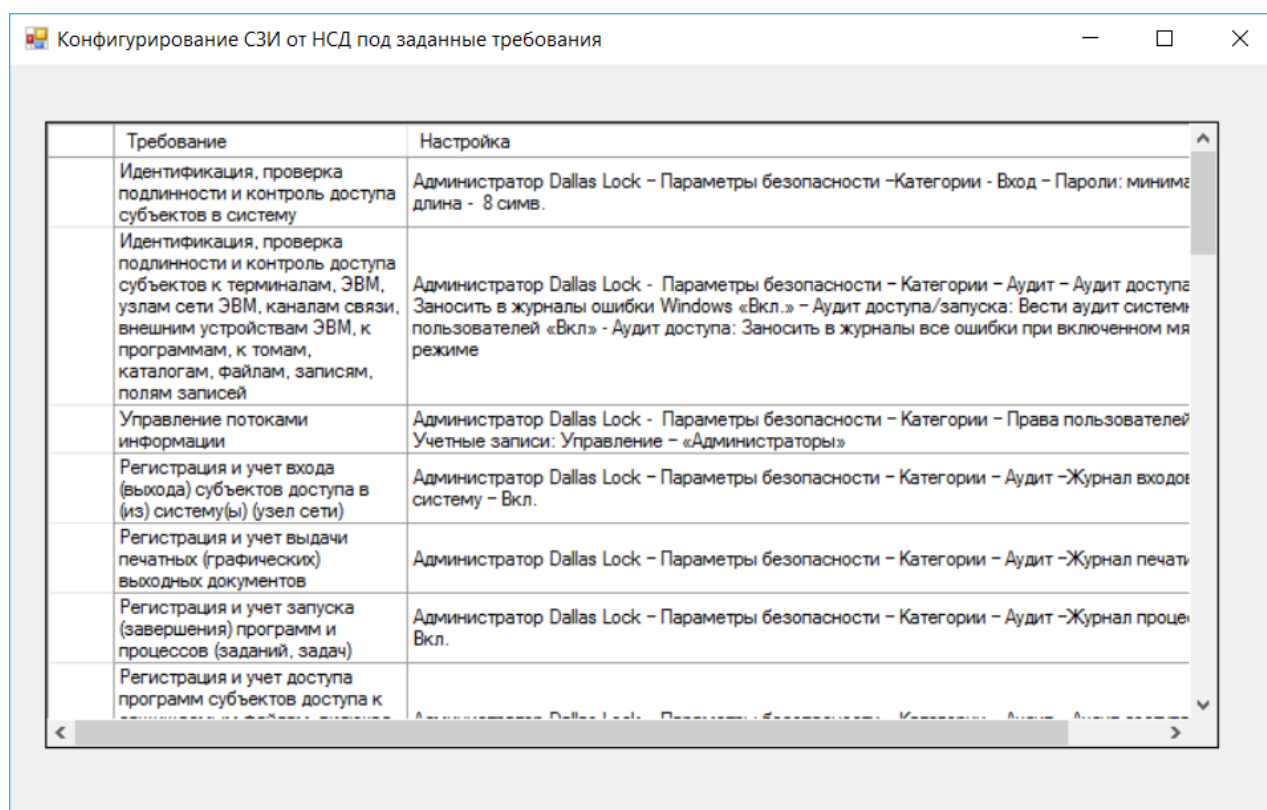 Конфигурирование СЗИ от НСД под заданные требования
Требование
Настройка
Идентификация, проверка
подлинности и контроль доступа
субъектов в систему
Администратор Dallas Lock – Параметры безопасности –Категории - Вход – Пароли: минима
длина -  8 симв.
Идентификация, проверка
подлинности и контроль доступа
субъектов к терминалам, ЭВМ,
узлам сети ЭВМ, каналам связи,
внешним устройствам ЭВМ, к
программам, к томам,
каталогам, файлам, записям,
полям записей
Администратор Dallas Lock -  Параметры безопасности – Категории – Аудит – Аудит доступа
Заносить в журналы ошибки Windows «Вкл.» – Аудит доступа/запуска: Вести аудит системн
пользователей «Вкл» - Аудит доступа: Заносить в журналы все ошибки при включенном мя
режиме
Управление потоками
информации
Администратор Dallas Lock -  Параметры безопасности – Категории – Права пользователей
Учетные записи: Управление – «Администраторы»
Регистрация и учет входа
(выхода) субъектов доступа в
(из) систему(ы) (узел сети)
Администратор Dallas Lock – Параметры безопасности – Категории – Аудит –Журнал входов
систему – Вкл.
Регистрация и учет выдачи
печатных (графических)
выходных документов
Администратор Dallas Lock – Параметры безопасности – Категории – Аудит –Журнал печати
Регистрация и учет запуска
(завершения) программ и
процессов (заданий, задач)
Администратор Dallas Lock – Параметры безопасности – Категории – Аудит –Журнал проце
Вкл.
Регистрация и учет доступа
программ субъектов доступа к